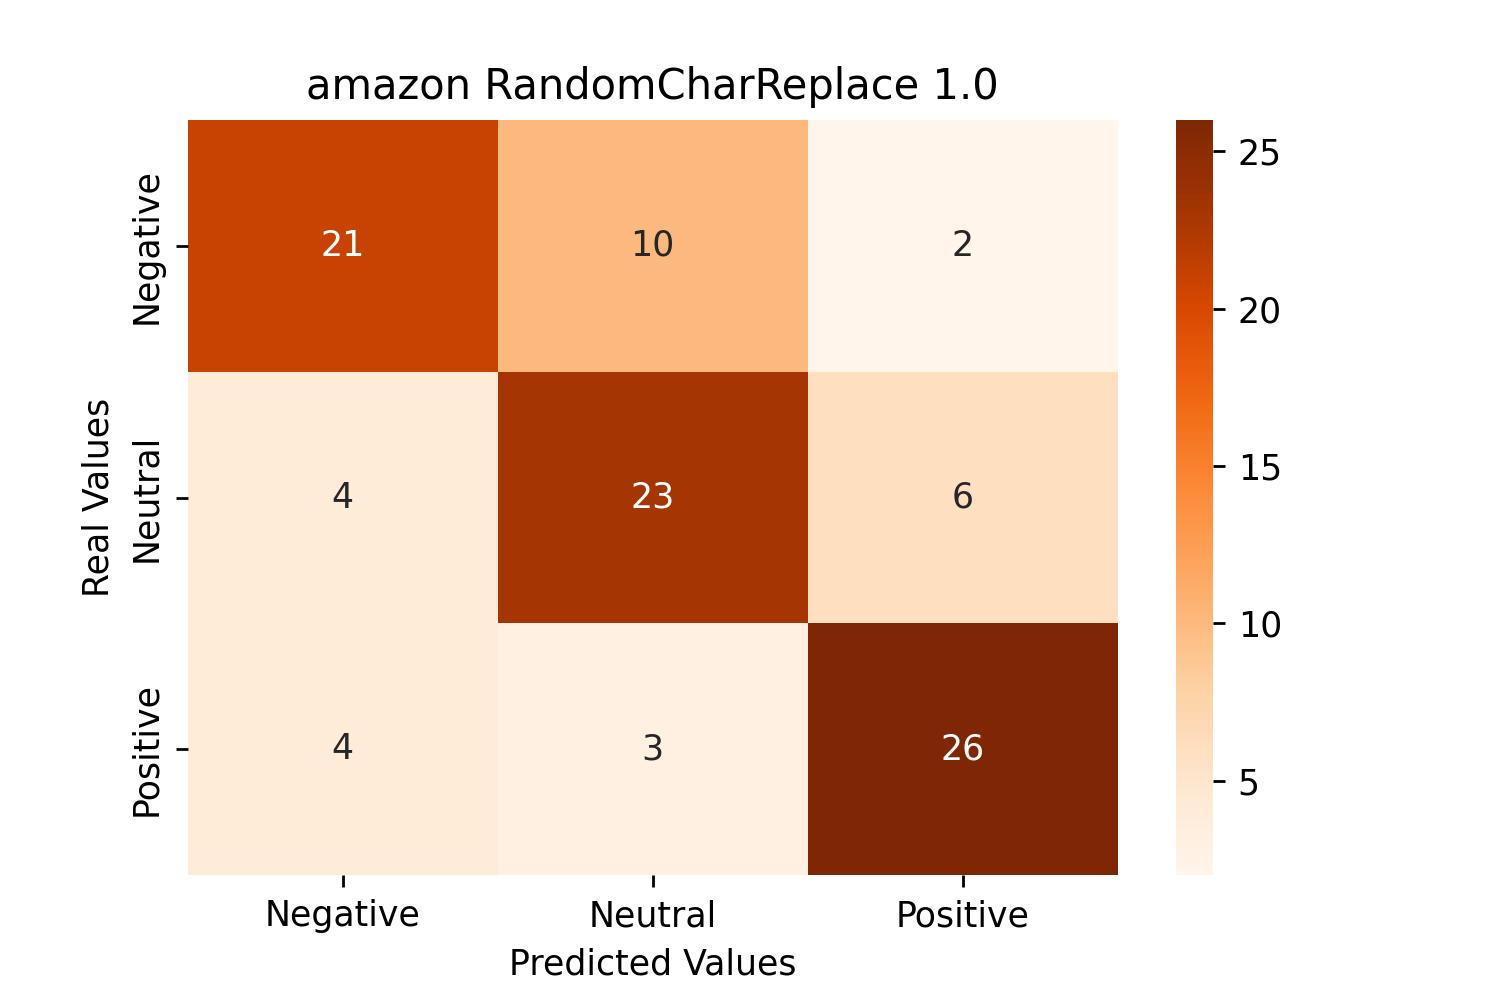 amazon RandomCharReplace 1.0
Real Values
Negative
21 10 2
Neutral
4 23 6
Positive
4 3 26
Negative Neutral Positive
Predicted Values
25
20
15
10
5